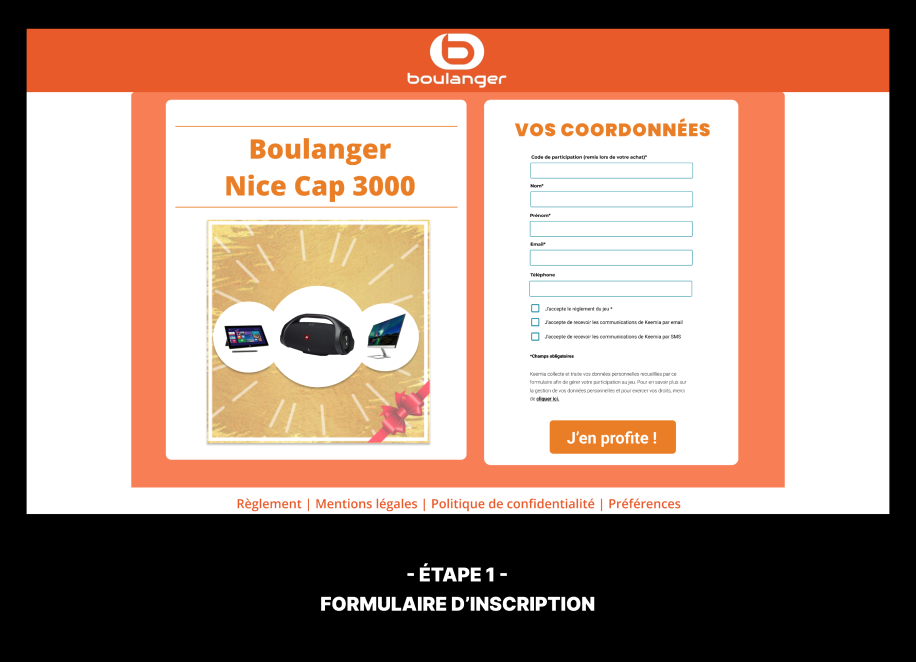 boulanger
Boulanger
Nice Cap 3000
VOS COORDONNÉES
Code de participation (remis lors de votre achat)*
Nom*
Prénom*
Email*
Téléphone
J'accepte le règlement du jeu *
J'accepte de recevoir les communications de Keemia par email
J'accepte de recevoir les communications de Keemia par SMS
*Champs obligatoires
Keemia collecte et traite vos données personnelles recueillies par ce
formulaire afin de gérer votre participation au jeu. Pour en savoir plus sur
la gestion de vos données personnelles et pour exercer vos droits, merci
de cliquer ici.
J'en profite !
Règlement | Mentions légales | Politique de confidentialité | Préférences
- ÉTAPE 1 -
FORMULAIRE D'INSCRIPTION